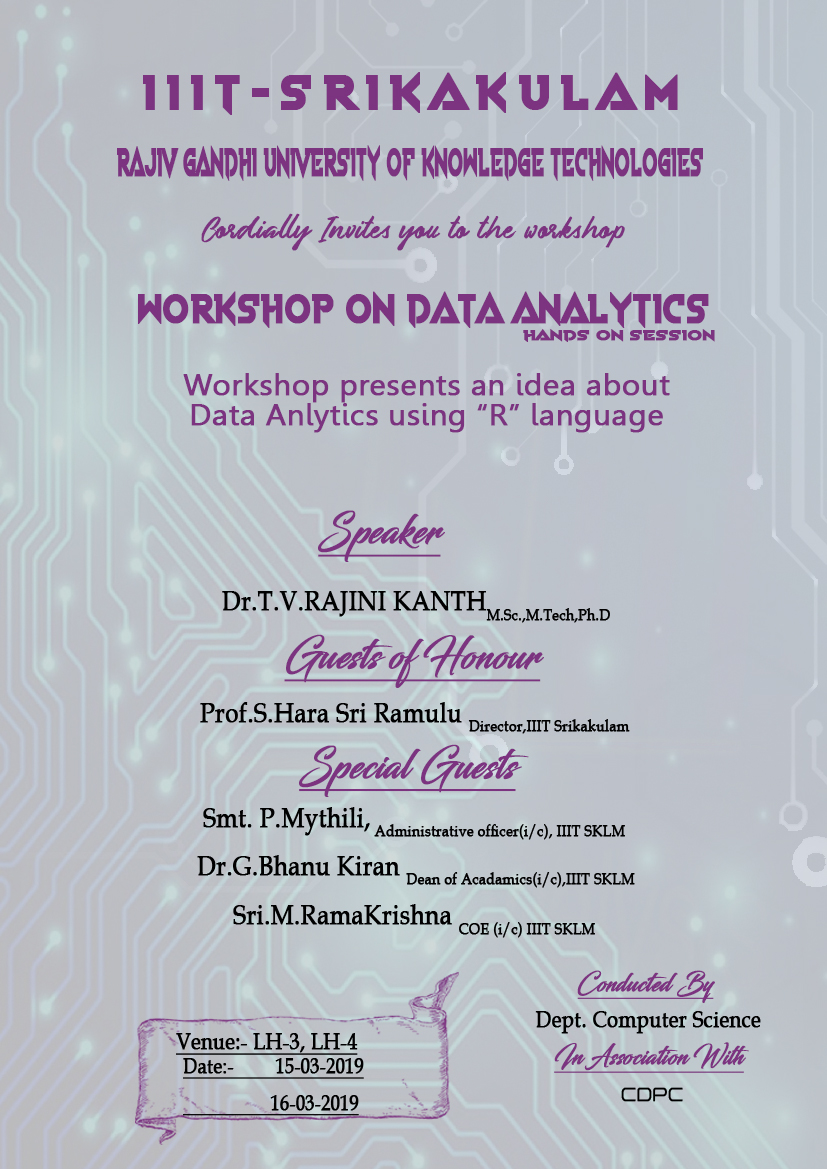 IIIT-SRIKAKULAM
RAJIV GANDHI UNIVERSITY OF KNOWLEDGE TECHNOLOGIES
Cordially Invites you to the workshop
WORKSHOP ON DATA ANALYTICS
HANDS ON SESSION
Workshop presents an idea about
Data Anlytics using “R” language
Speaker
Dr.T.V.RAJINI KANTH M.Sc.,M.Tech,Ph.D
Guests of Honour
Prof.S.Hara Sri Ramulu Director,IIIT Srikakulam
Special Guests
Smt. P.Mythili, Administrative officer(i/c), IIIT SKLM
Dr.G.Bhanu Kiran Dean of Acadamics(i/c),IIIT SKLM
Sri.M.RamaKrishna COE (i/c) IIIT SKLM
Venue:- LH-3, LH-4
Date:- 15-03-2019
16-03-2019
Conducted By
Dept. Computer Science
In Association With
CDPC